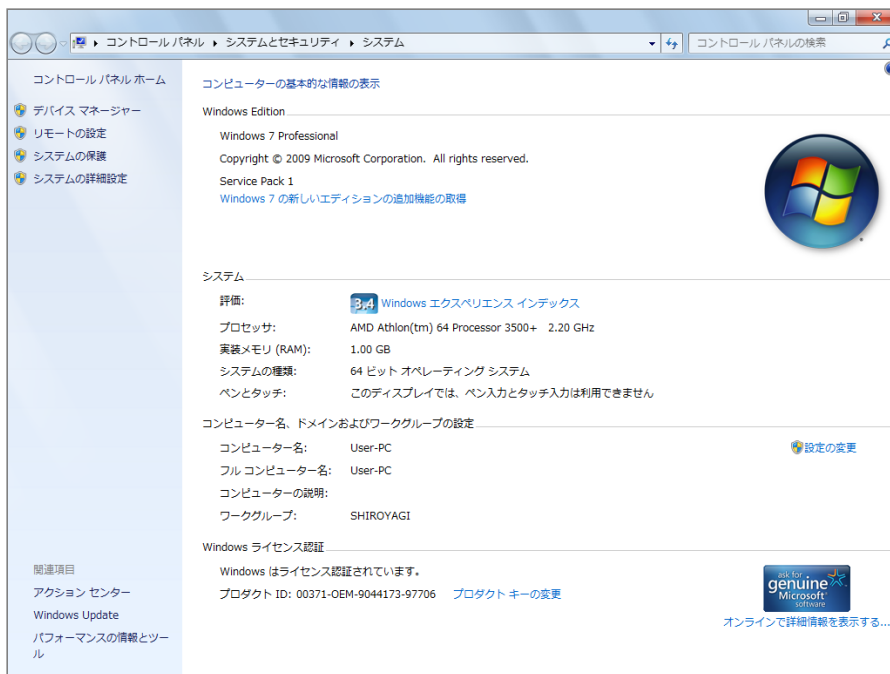 コントロール パネル ▸ システムとセキュリティ ▸ システム
コントロール パネルの検索
コントロール パネル ホーム
デバイス マネージャー
リモートの設定
システムの保護
システムの詳細設定
コンピューターの基本的な情報の表示
Windows Edition
Windows 7 Professional
Copyright © 2009 Microsoft Corporation. All rights reserved.
Service Pack 1
Windows 7 の新しいエディションの追加機能の取得
システム
評価: 3.4 Windows エクスペリエンス インデックス
プロセッサ: AMD Athlon(tm) 64 Processor 3500+ 2.20 GHz
実装メモリ (RAM): 1.00 GB
システムの種類: 64 ビット オペレーティング システム
ペンとタッチ: このディスプレイでは、ペン入力とタッチ入力は利用できません
コンピューター名、ドメインおよびワークグループの設定
コンピューター名: User-PC 設定の変更
フル コンピューター名: User-PC
コンピューターの説明:
ワークグループ: SHIROYAGI
Windows ライセンス認証
Windows はライセンス認証されています。
プロダクト ID: 00371-OEM-9044173-97706 プロダクト キーの変更
ask for
genuine
Microsoft
software
オンラインで詳細情報を表示する...
関連項目
アクション センター
Windows Update
パフォーマンスの情報とツー
ル